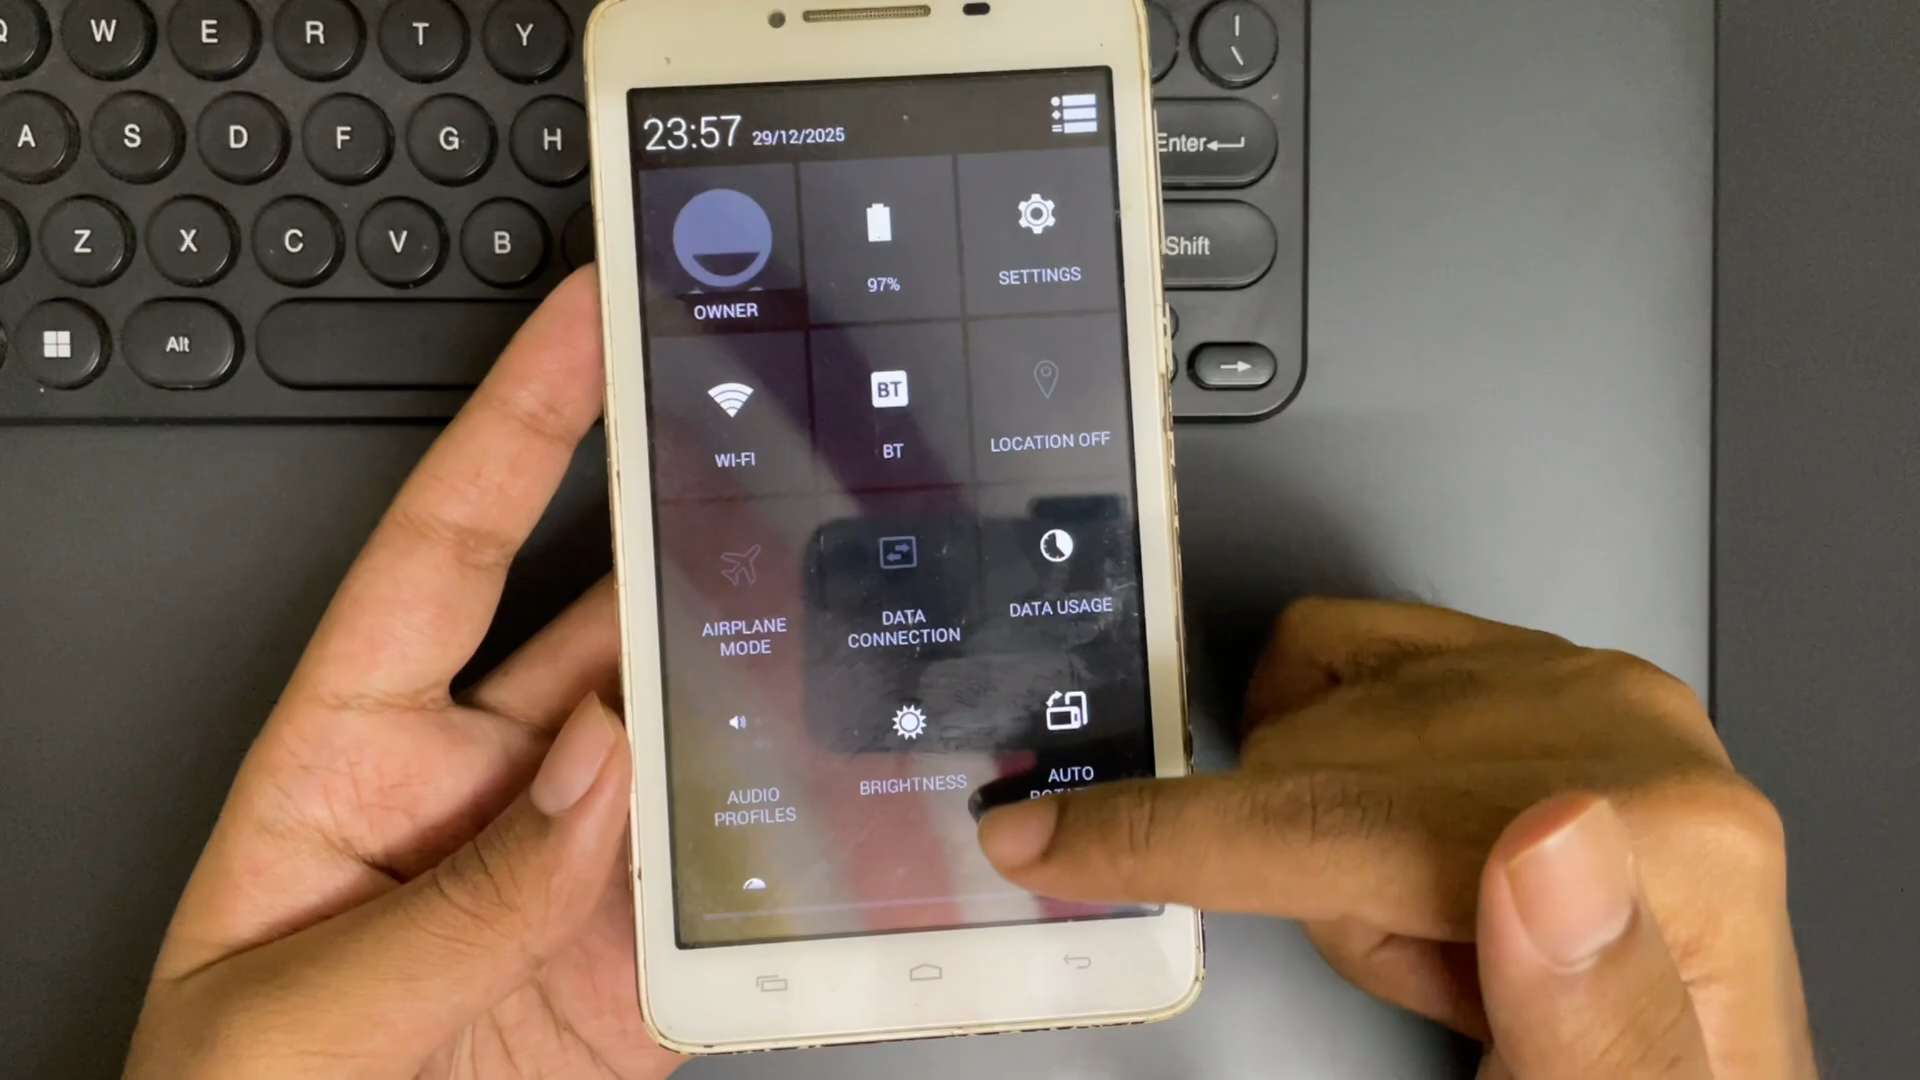 Q W E R T Y
A S D F G H
Z X C V B
Alt
| \
Enter
Shift
23:57 29/12/2025
OWNER
97%
SETTINGS
WI-FI
BT
BT
LOCATION OFF
AIRPLANE
MODE
DATA
CONNECTION
DATA USAGE
AUDIO
PROFILES
BRIGHTNESS
AUTO